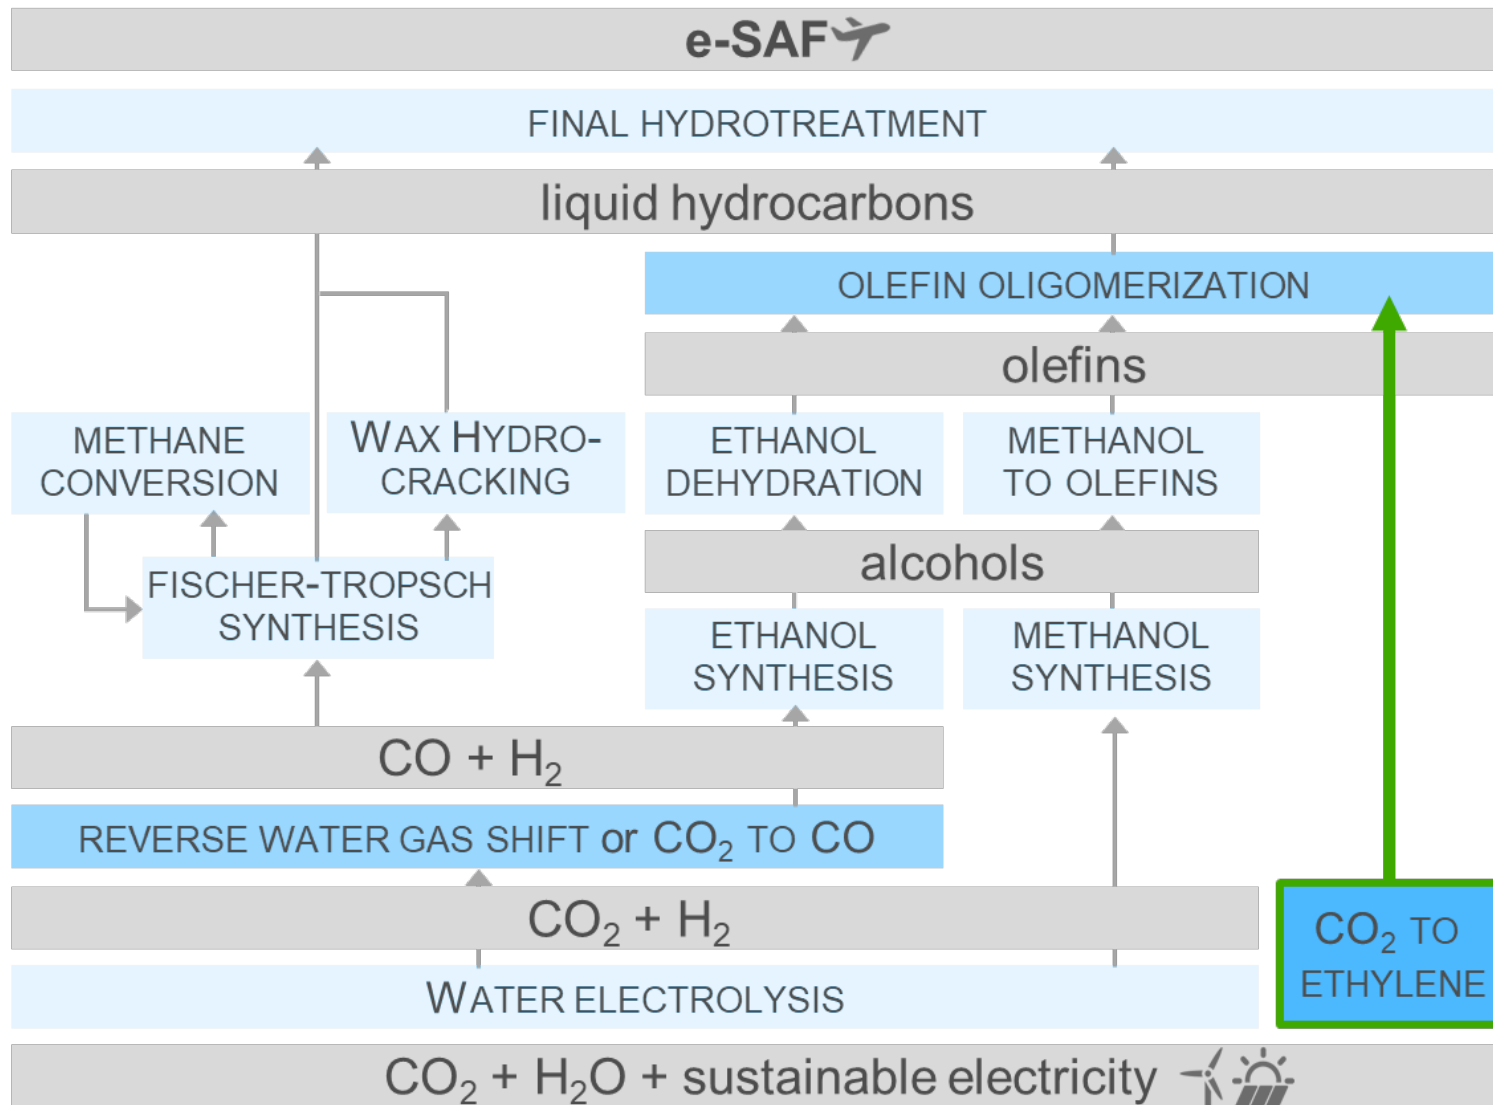 e-SAF
FINAL HYDROTREATMENT
liquid hydrocarbons
OLEFIN OLIGOMERIZATION
olefins
METHANE
CONVERSION
WAX HYDRO-
CRACKING
ETHANOL
DEHYDRATION
METHANOL
TO OLEFINS
alcohols
FISCHER-TROPSCH
SYNTHESIS
ETHANOL
SYNTHESIS
METHANOL
SYNTHESIS
CO + H₂
REVERSE WATER GAS SHIFT or CO₂ TO CO
CO₂ + H₂
CO₂ TO
ETHYLENE
WATER ELECTROLYSIS
CO₂ + H₂O + sustainable electricity